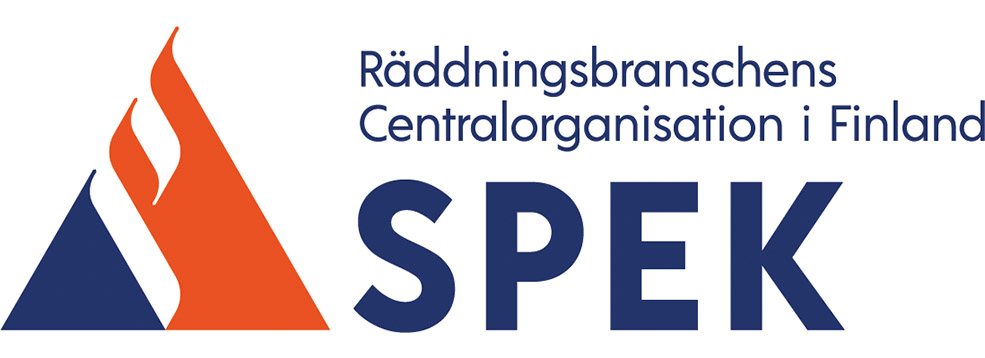 Räddningsbranschens
Centralorganisation i Finland
SPEK